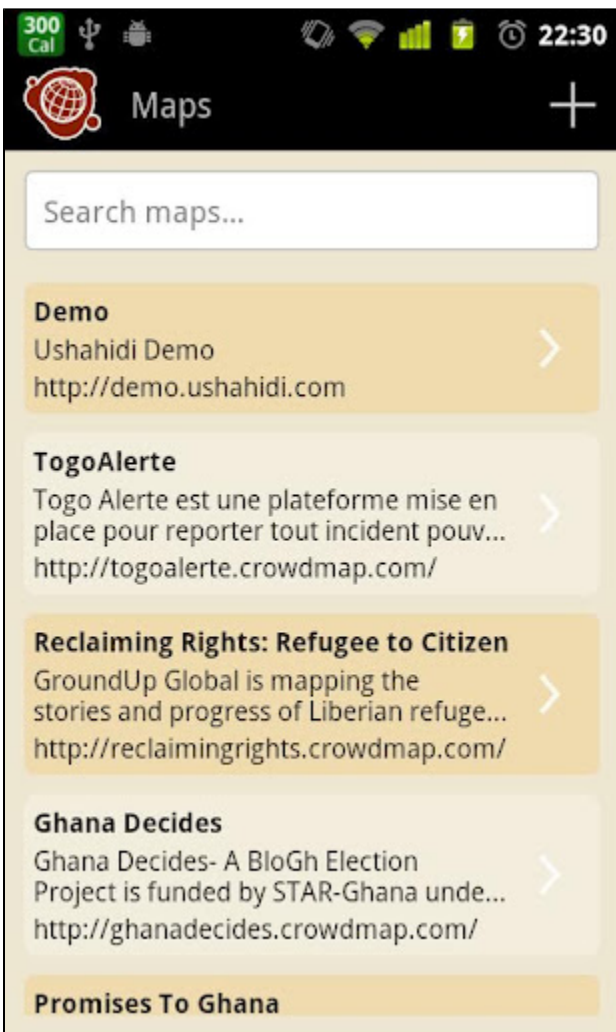 300
Cal
22:30
Maps
Search maps...
Demo
Ushahidi Demo
http://demo.ushahidi.com
TogoAlerte
Togo Alerte est une plateforme mise en
place pour reporter tout incident pouv...
http://togoalerte.crowdmap.com/
Reclaiming Rights: Refugee to Citizen
GroundUp Global is mapping the
stories and progress of Liberian refuge...
http://reclaimingrights.crowdmap.com/
Ghana Decides
Ghana Decides- A BloGh Election
Project is funded by STAR-Ghana unde...
http://ghanadecides.crowdmap.com/
Promises To Ghana